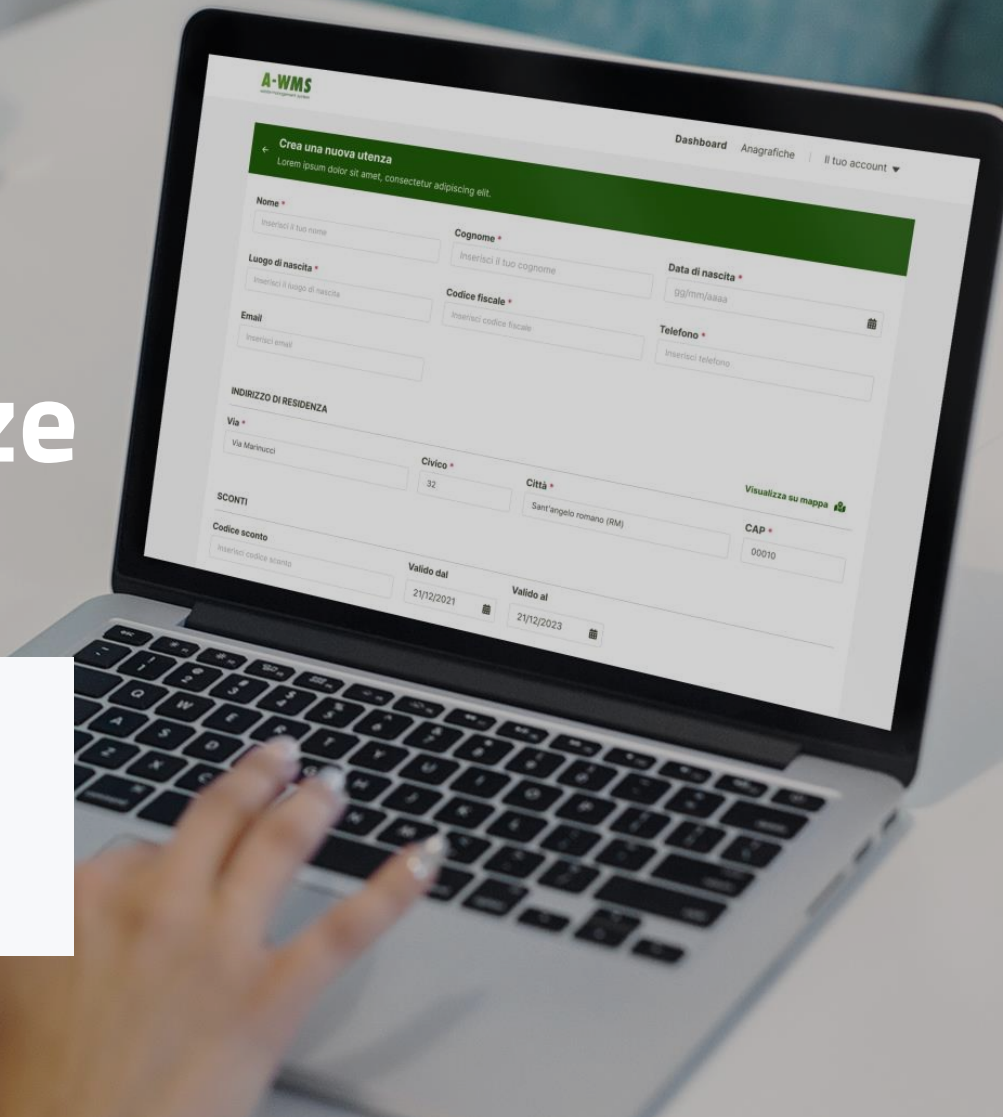 A-WMS
Dashboard Anagrafiche Il tuo account
Crea una nuova utenza
Lorem ipsum dolor sit amet, consectetur adipiscing elit.
Nome * Cognome * Data di nascita *
Inserisci il tuo nome Inserisci il tuo cognome gg/mm/aaaa
Luogo di nascita * Codice fiscale * Telefono *
Inserisci il luogo di nascita Inserisci codice fiscale Inserisci telefono
Email
Inserisci email
INDIRIZZO DI RESIDENZA Visualizza su mappa
Via * Civico * Città * CAP *
Via Marinucci 32 Sant'angelo romano (RM) 00010
SCONTI
Codice sconto Valido dal Valido al
Inserisci codice sconto 21/12/2021 21/12/2023
ze